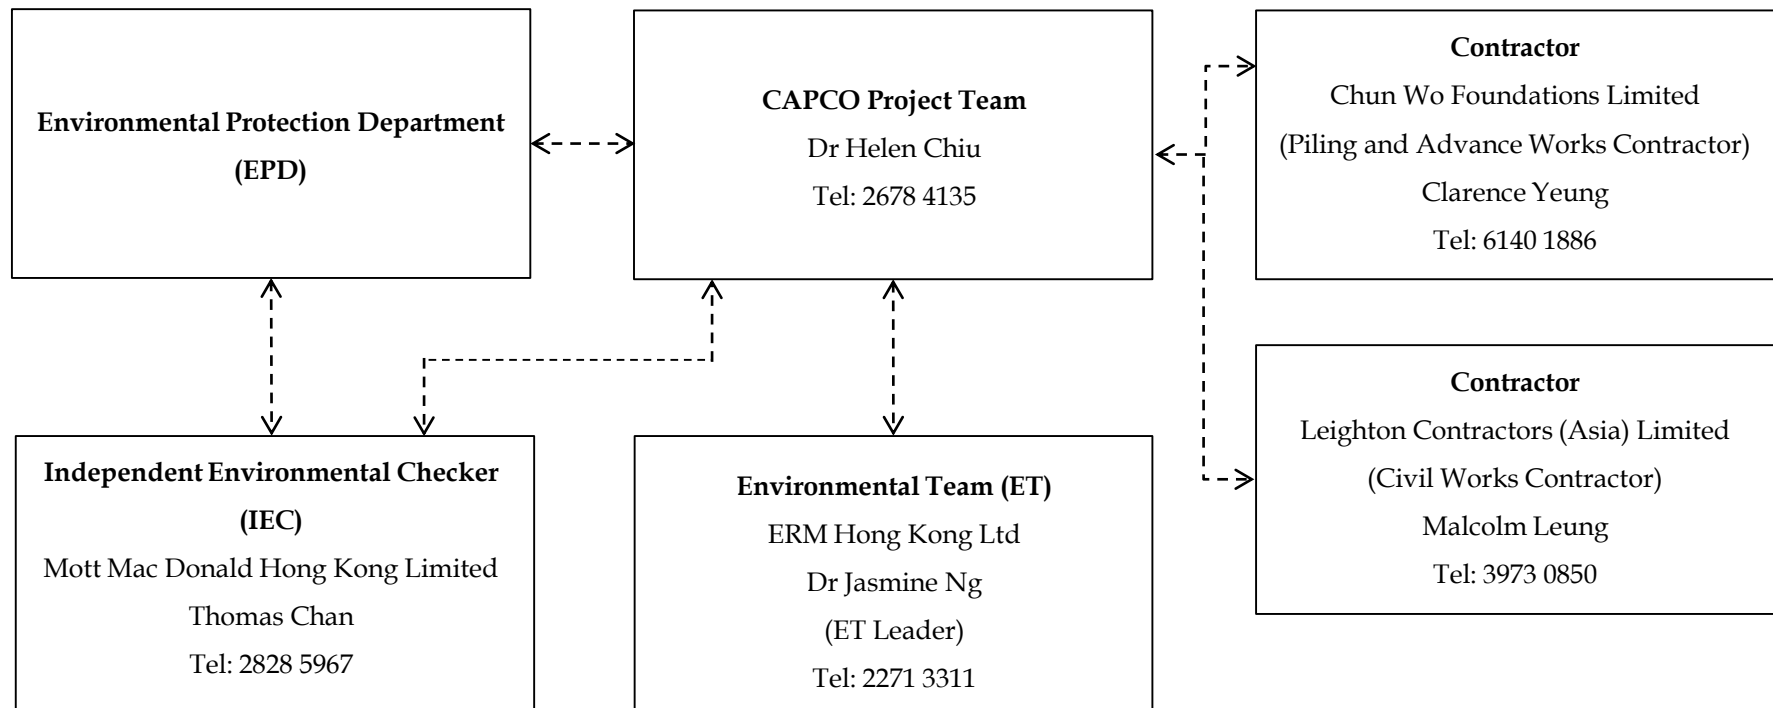 Environmental Protection Department
(EPD)
CAPCO Project Team
Dr Helen Chiu
Tel: 2678 4135
Contractor
Chun Wo Foundations Limited
(Piling and Advance Works Contractor)
Clarence Yeung
Tel: 6140 1886
Independent Environmental Checker
(IEC)
Mott Mac Donald Hong Kong Limited
Thomas Chan
Tel: 2828 5967
Environmental Team (ET)
ERM Hong Kong Ltd
Dr Jasmine Ng
(ET Leader)
Tel: 2271 3311
Contractor
Leighton Contractors (Asia) Limited
(Civil Works Contractor)
Malcolm Leung
Tel: 3973 0850